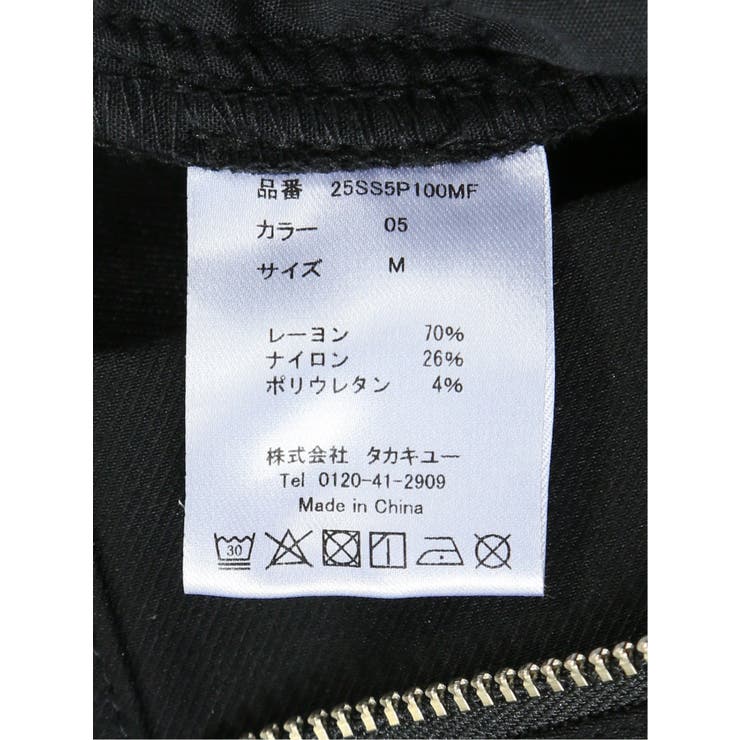 品番 25SS5P100MF
カラー 05
サイズ M
レーヨン 70%
ナイロン 26%
ポリウレタン 4%
株式会社 タカキユー
Tel 0120-41-2909
Made in China
30